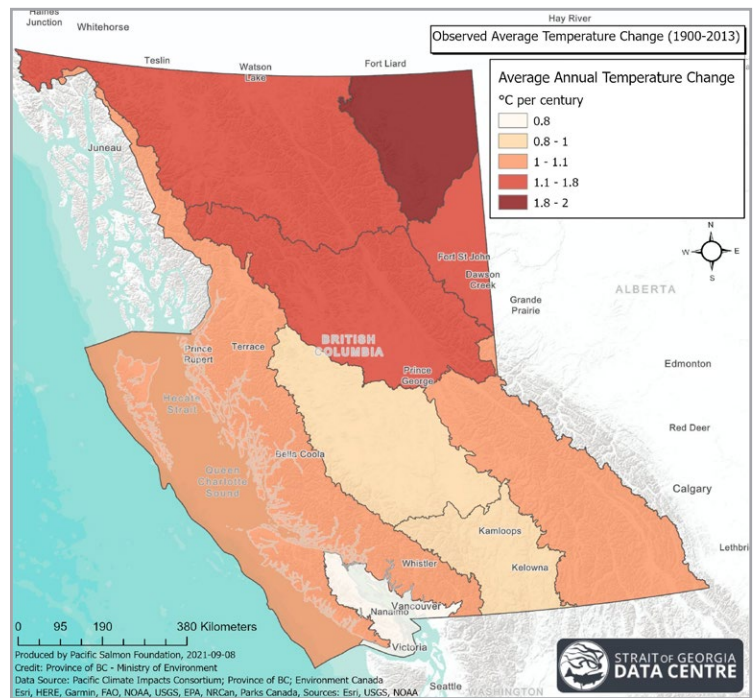 Haines
Junction
Whitehorse
Hay River
Observed Average Temperature Change (1900-2013)
Teslin
Watson
Lake
Fort Liard
Average Annual Temperature Change
°C per century
0.8
0.8 - 1
1 - 1.1
1.1 - 1.8
1.8 - 2
Juneau
N
W
E
S
Fort St John
Dawson
Creek
ALBERTA
Grande
Prairie
BRITISH
COLUMBIA
Prince
Rupert
Terrace
Prince
George
Edmonton
Hecate
Strait
Red Deer
Bella Coola
Queen
Charlotte
Sound
Calgary
Kamloops
Lethbri
Whistler
Kelowna
Vancouver
Nanaimo
0 95 190 380 Kilometers
Victoria
Produced by Pacific Salmon Foundation, 2021-09-08
Credit: Province of BC - Ministry of Environment
Data Source: Pacific Climate Impacts Consortium; Province of BC; Environment Canada
Esri, HERE, Garmin, FAO, NOAA, USGS, EPA, NRCan, Parks Canada, Sources: Esri, USGS, NOAA
Seattle
WASHINGTON
STRAIT OF GEORGIA
DATA CENTRE